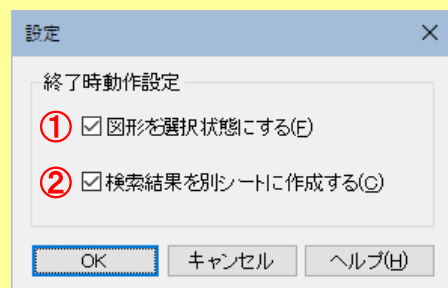 設定
終了時動作設定
① 図形を選択状態にする(F)
② 検索結果を別シートに作成する(C)
OK キャンセル ヘルプ(H)